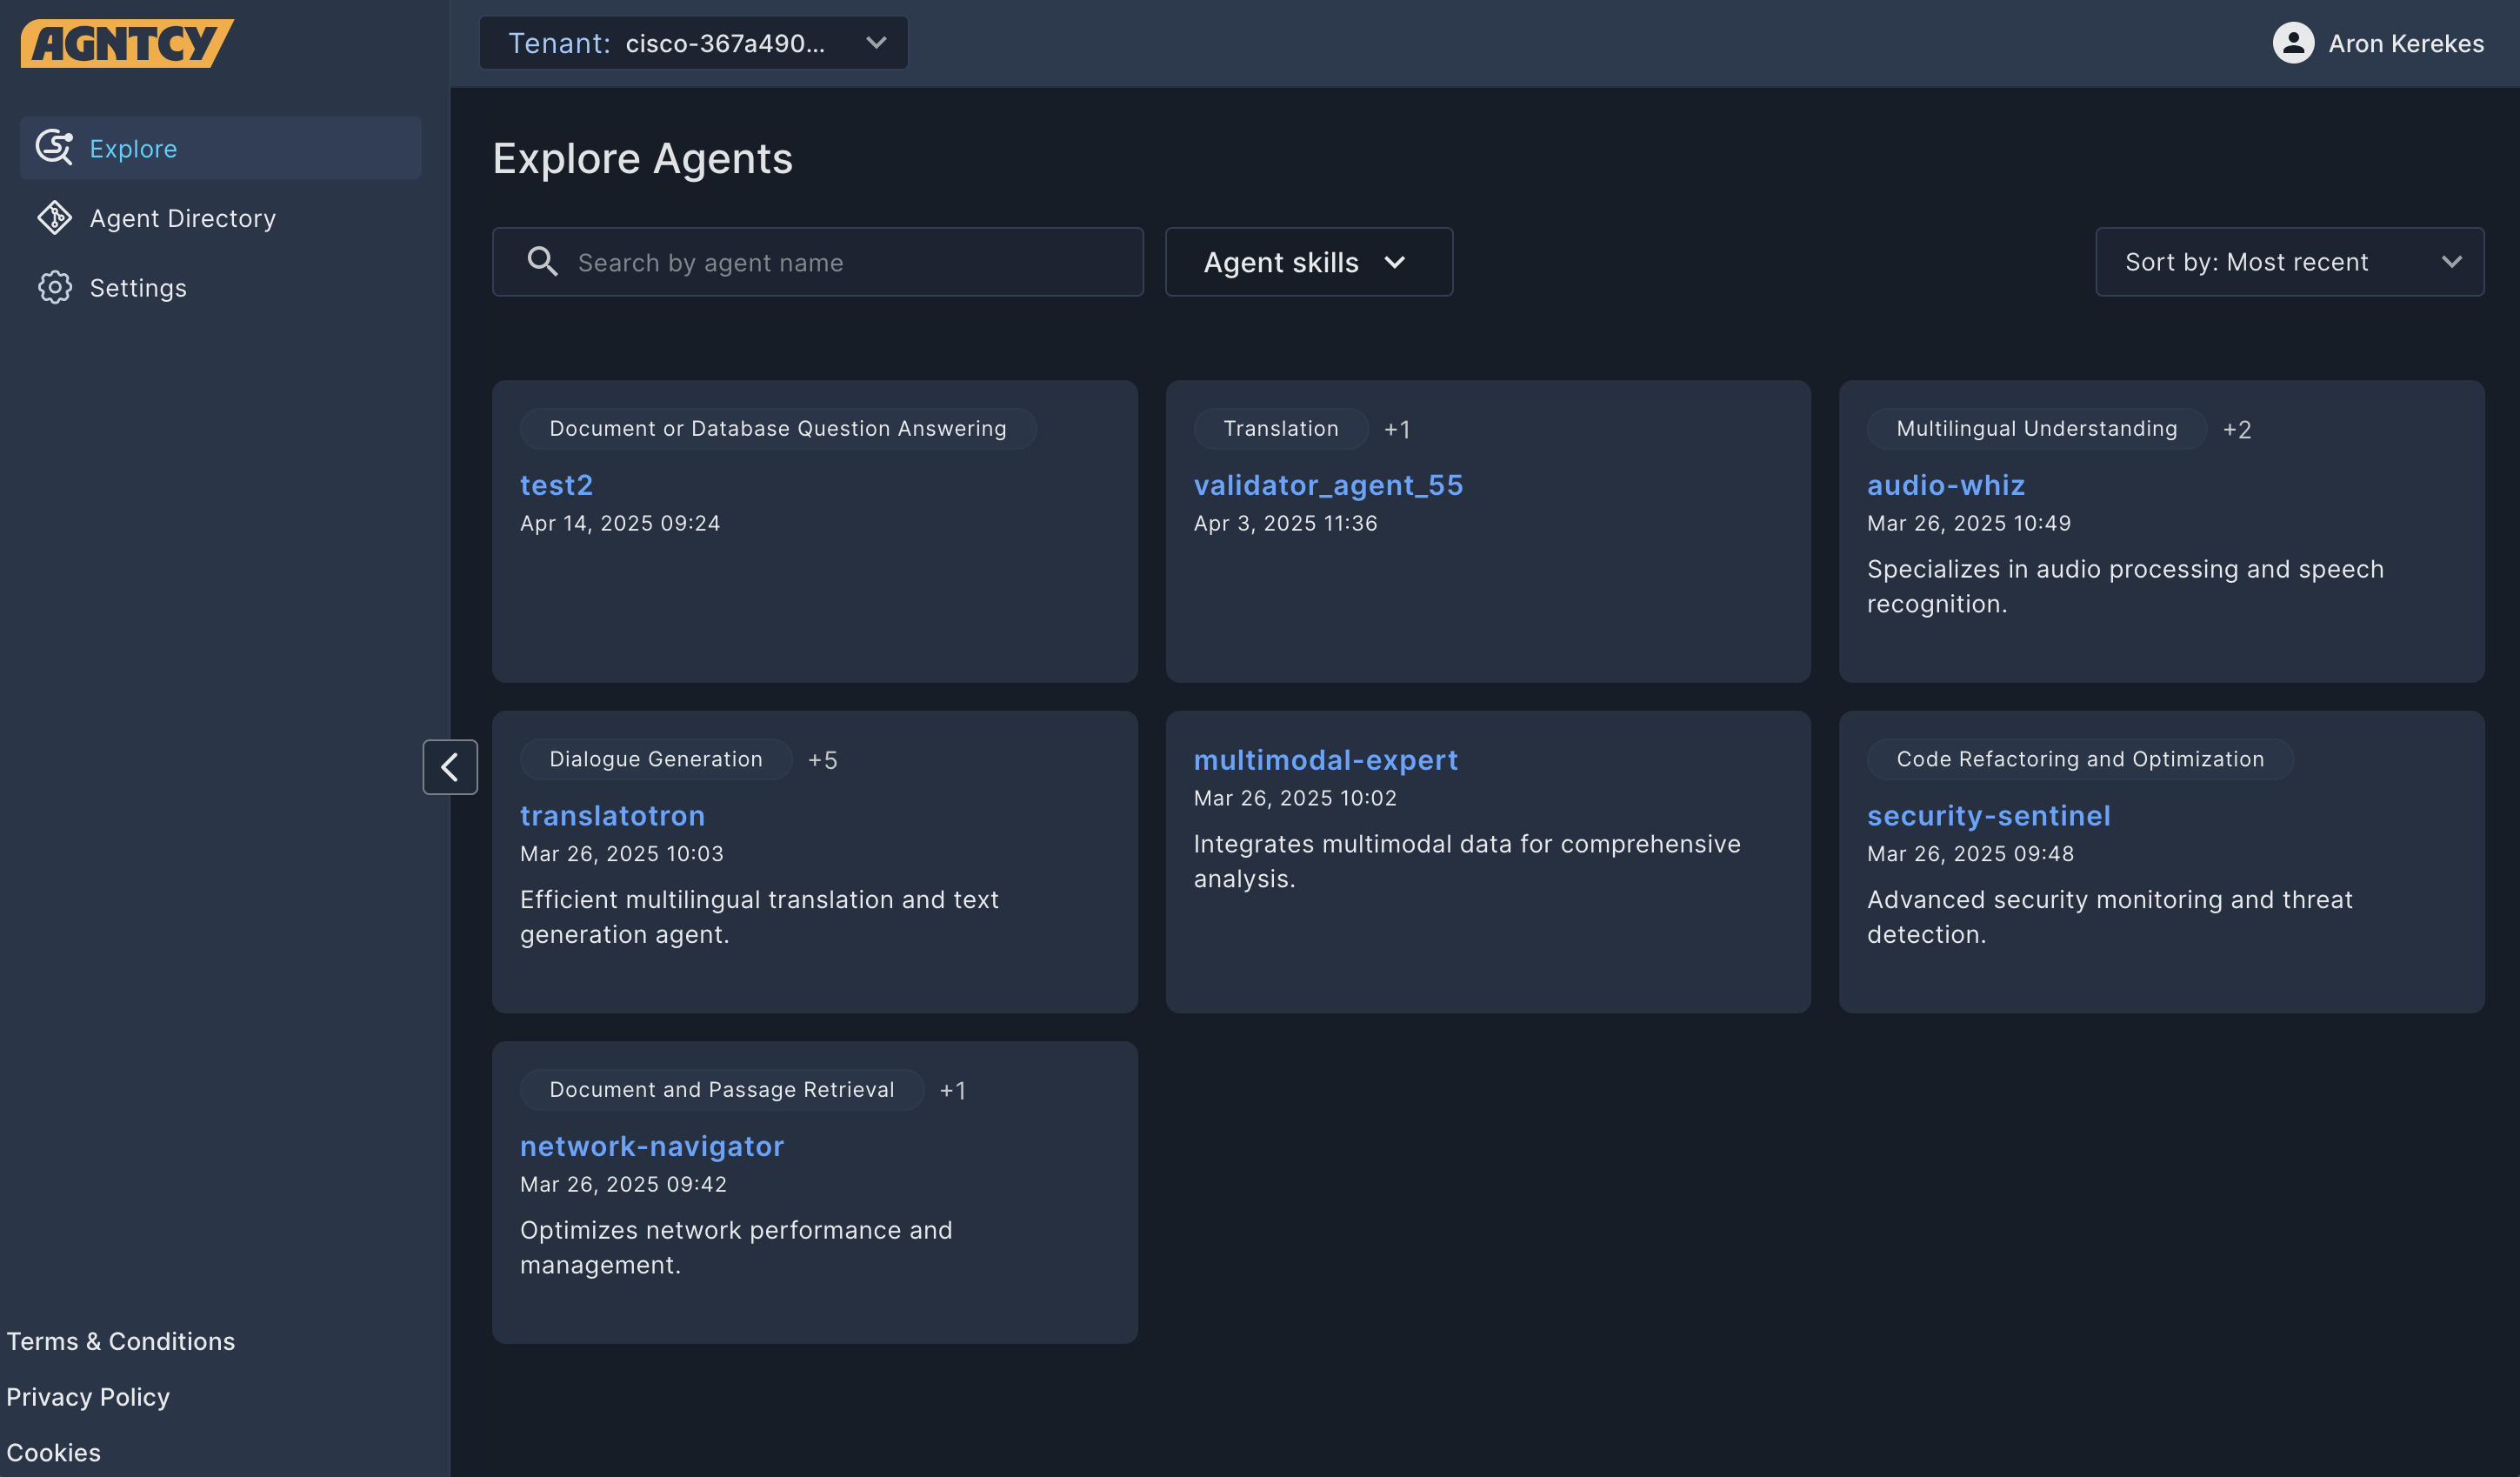 AGNTCY
Tenant: cisco-367a490...
Aron Kerekes
Explore
Agent Directory
Settings
Explore Agents
Search by agent name
Agent skills
Sort by: Most recent
Document or Database Question Answering
test2
Apr 14, 2025 09:24
Translation +1
validator_agent_55
Apr 3, 2025 11:36
Multilingual Understanding +2
audio-whiz
Mar 26, 2025 10:49
Specializes in audio processing and speech
recognition.
Dialogue Generation +5
translatotron
Mar 26, 2025 10:03
Efficient multilingual translation and text
generation agent.
multimodal-expert
Mar 26, 2025 10:02
Integrates multimodal data for comprehensive
analysis.
Code Refactoring and Optimization
security-sentinel
Mar 26, 2025 09:48
Advanced security monitoring and threat
detection.
Document and Passage Retrieval +1
network-navigator
Mar 26, 2025 09:42
Optimizes network performance and
management.
Terms & Conditions
Privacy Policy
Cookies